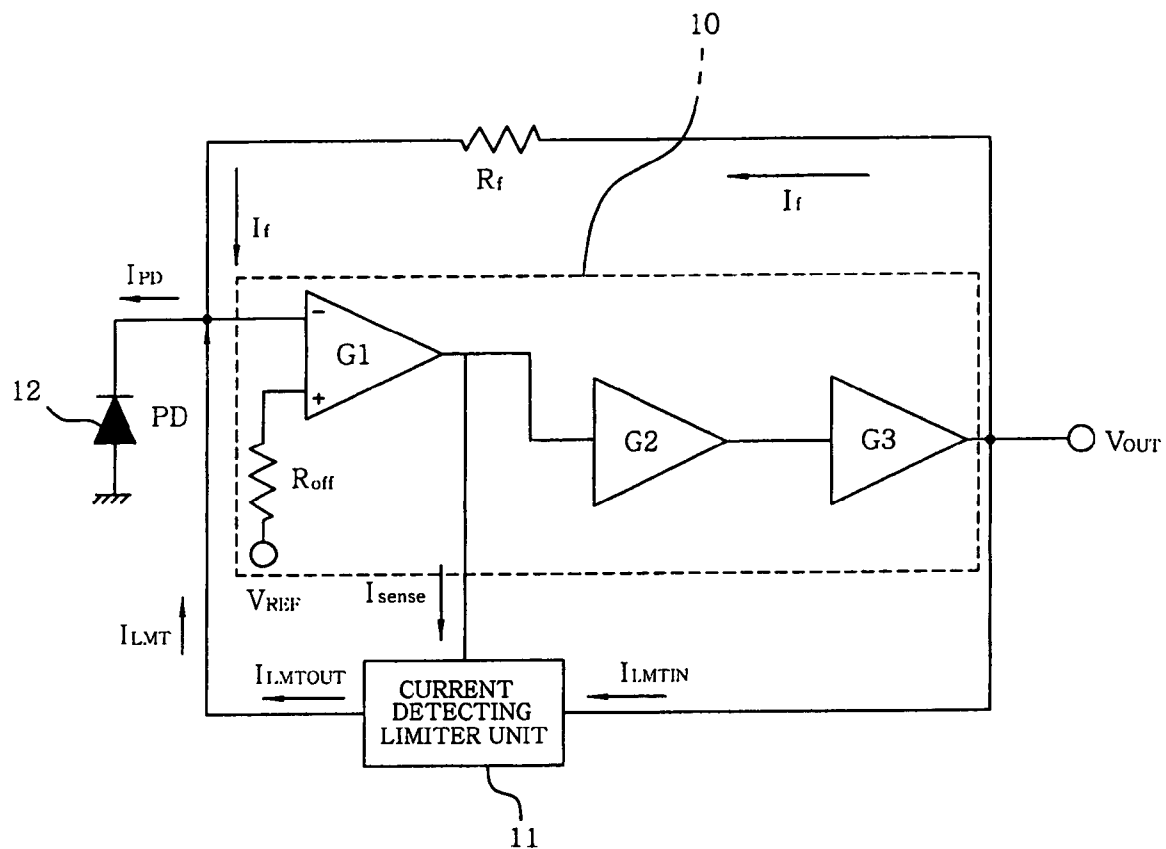 10
Rf
If
If
IPD
−
G1
+
12
PD
Roff
G2
G3
VOUT
VREF
Isense
ILMT
ILMTOUT
ILMTIN
CURRENT
DETECTING
LIMITER UNIT
11